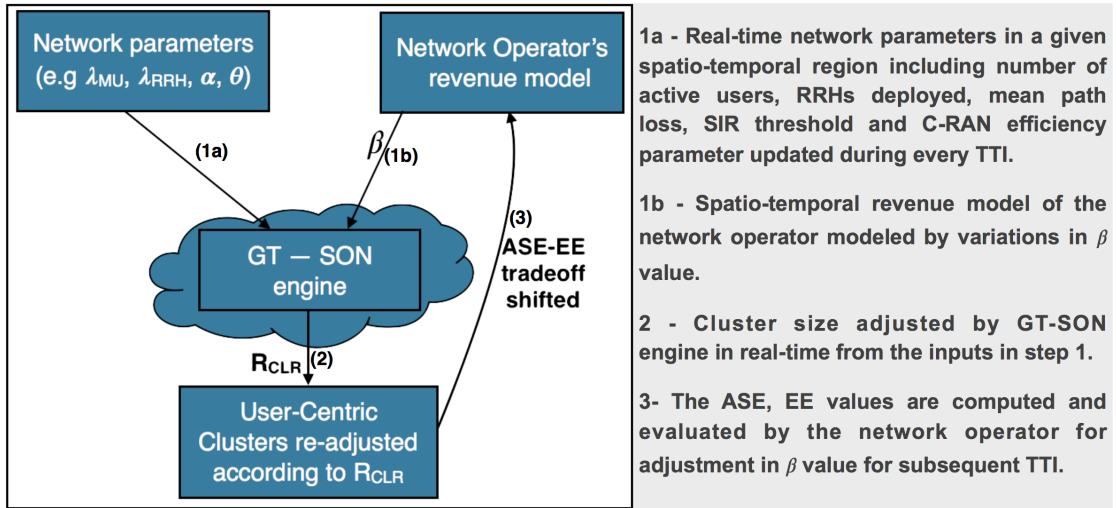 Network parameters
(e.g λMU, λRRH, α, θ)
Network Operator's
revenue model
(1a)
β
(1b)
GT – SON
engine
(3)
ASE-EE
tradeoff
shifted
RCLR
(2)
User-Centric
Clusters re-adjusted
according to RCLR
1a - Real-time network parameters in a given
spatio-temporal region including number of
active users, RRHs deployed, mean path
loss, SIR threshold and C-RAN efficiency
parameter updated during every TTI.
1b - Spatio-temporal revenue model of the
network operator modeled by variations in β
value.
2 - Cluster size adjusted by GT-SON
engine in real-time from the inputs in step 1.
3- The ASE, EE values are computed and
evaluated by the network operator for
adjustment in β value for subsequent TTI.